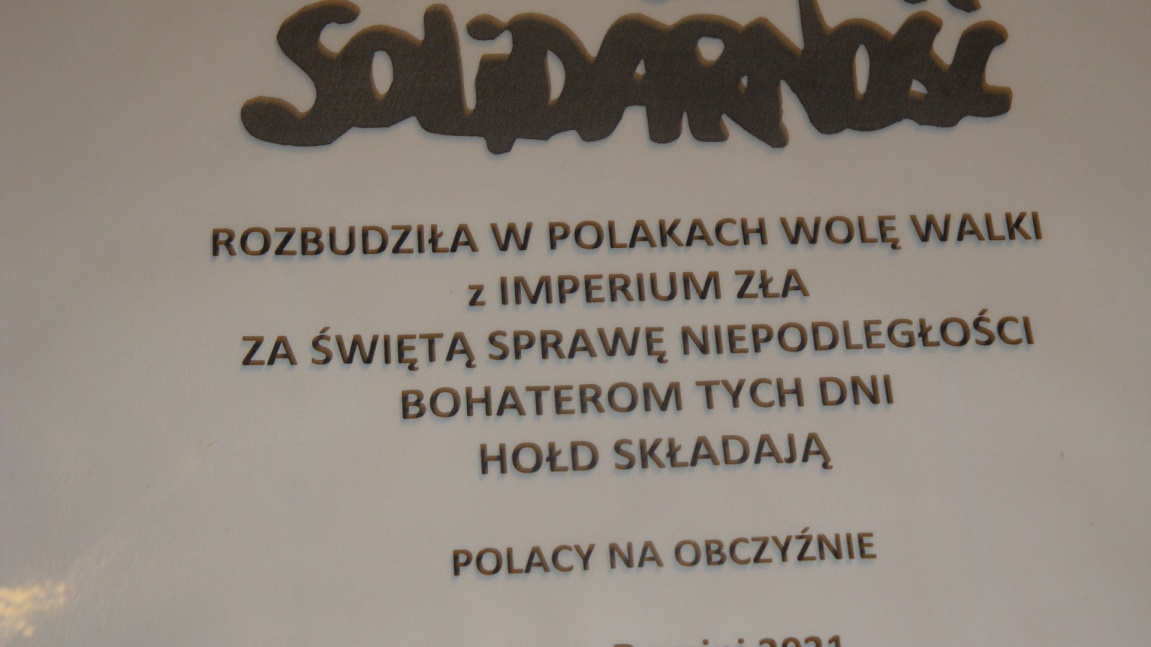 SOLiDARNOŚĆ
ROZBUDZIŁA W POLAKACH WOLĘ WALKI
z IMPERIUM ZŁA
ZA ŚWIĘTĄ SPRAWĘ NIEPODLEGŁOŚCI
BOHATEROM TYCH DNI
HOŁD SKŁADAJĄ
POLACY NA OBCZYŹNIE
2021